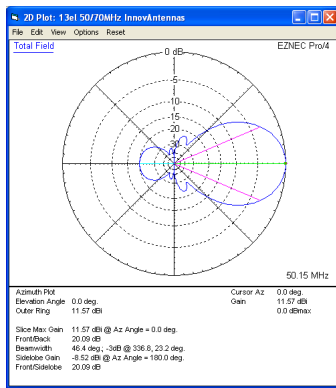 2D Plot: 13el 50/70MHz InnovAntennas
File Edit View Options Reset
Total Field
0 dB
EZNEC Pro/4
-5
-10
-15
-20
-30
50.15 MHz
Azimuth Plot
Cursor Az 0.0 deg.
Elevation Angle 0.0 deg.
Gain 11.57 dBi
Outer Ring 11.57 dBi
0.0 dBmax
Slice Max Gain 11.57 dBi @ Az Angle = 0.0 deg.
Front/Back 20.09 dB
Beamwidth 46.4 deg.; -3dB @ 336.8, 23.2 deg.
Sidelobe Gain -8.52 dBi @ Az Angle = 180.0 deg.
Front/Sidelobe 20.09 dB